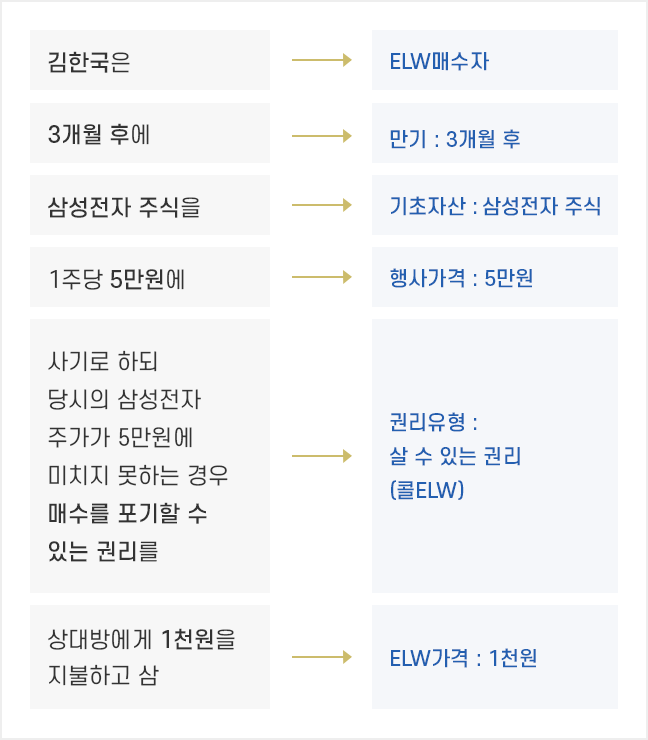 김한국은
ELW매수자
3개월 후에
만기 : 3개월 후
삼성전자 주식을
기초자산 : 삼성전자 주식
1주당 5만원에
행사가격 : 5만원
사기로 하되
당시의 삼성전자
주가가 5만원에
미치지 못하는 경우
매수를 포기할 수
있는 권리를
권리유형 :
살 수 있는 권리
(콜ELW)
상대방에게 1천원을
지불하고 삼
ELW가격 : 1천원